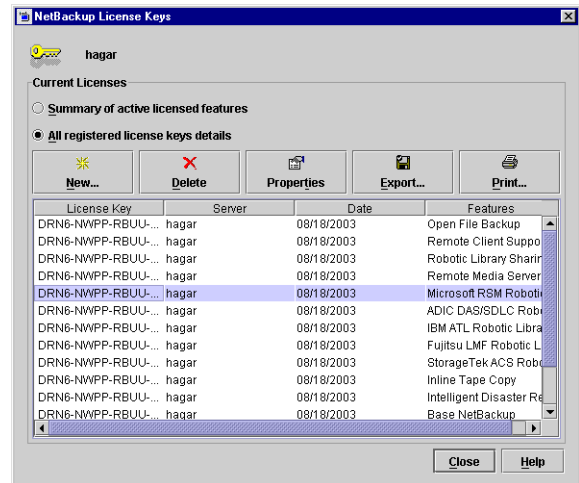 NetBackup License Keys
hagar
Current Licenses
Summary of active licensed features
All registered license keys details
New... Delete Properties Export... Print...
License Key Server Date Features
DRN6-NWPP-RBUU-... hagar 08/18/2003 Open File Backup
DRN6-NWPP-RBUU-... hagar 08/18/2003 Remote Client Suppo
DRN6-NWPP-RBUU-... hagar 08/18/2003 Robotic Library Sharin
DRN6-NWPP-RBUU-... hagar 08/18/2003 Remote Media Server
DRN6-NWPP-RBUU-... hagar 08/18/2003 Microsoft RSM Roboti
DRN6-NWPP-RBUU-... hagar 08/18/2003 ADIC DAS/SDLC Robo
DRN6-NWPP-RBUU-... hagar 08/18/2003 IBM ATL Robotic Libra
DRN6-NWPP-RBUU-... hagar 08/18/2003 Fujitsu LMF Robotic L
DRN6-NWPP-RBUU-... hagar 08/18/2003 StorageTek ACS Robo
DRN6-NWPP-RBUU-... hagar 08/18/2003 Inline Tape Copy
DRN6-NWPP-RBUU-... hagar 08/18/2003 Intelligent Disaster Re
DRN6-NWPP-RBUU-... hagar 08/18/2003 Base NetBackup
Close Help